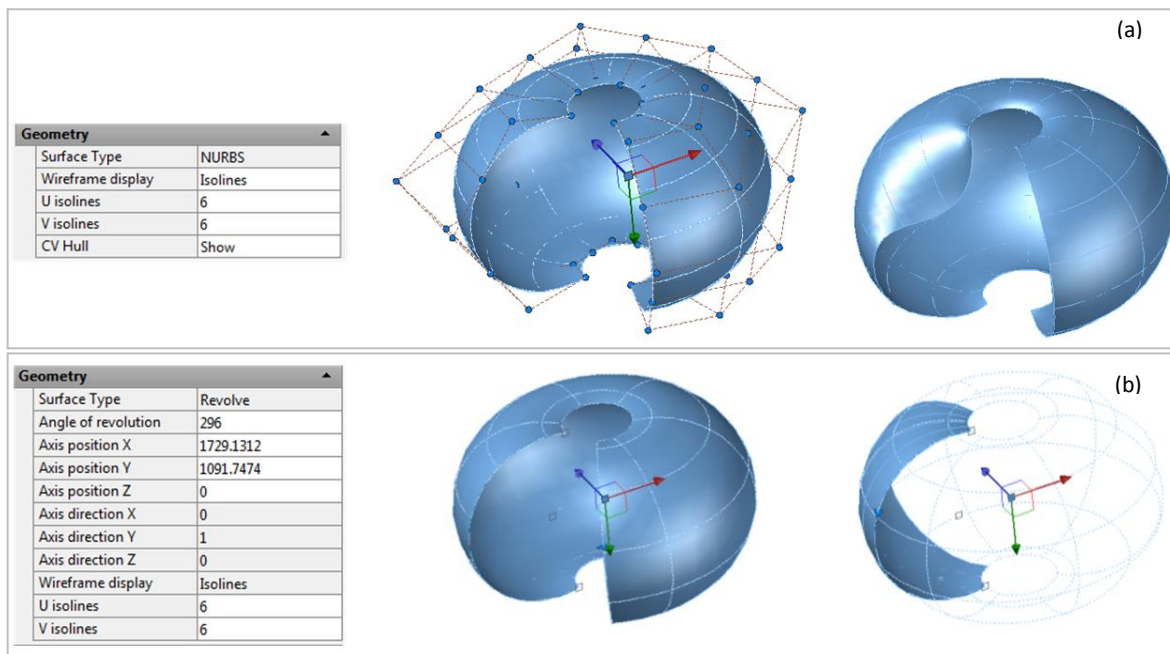 (a)
Geometry
Surface Type NURBS
Wireframe display Isolines
U isolines 6
V isolines 6
CV Hull Show
(b)
Geometry
Surface Type Revolve
Angle of revolution 296
Axis position X 1729.1312
Axis position Y 1091.7474
Axis position Z 0
Axis direction X 0
Axis direction Y 1
Axis direction Z 0
Wireframe display Isolines
U isolines 6
V isolines 6